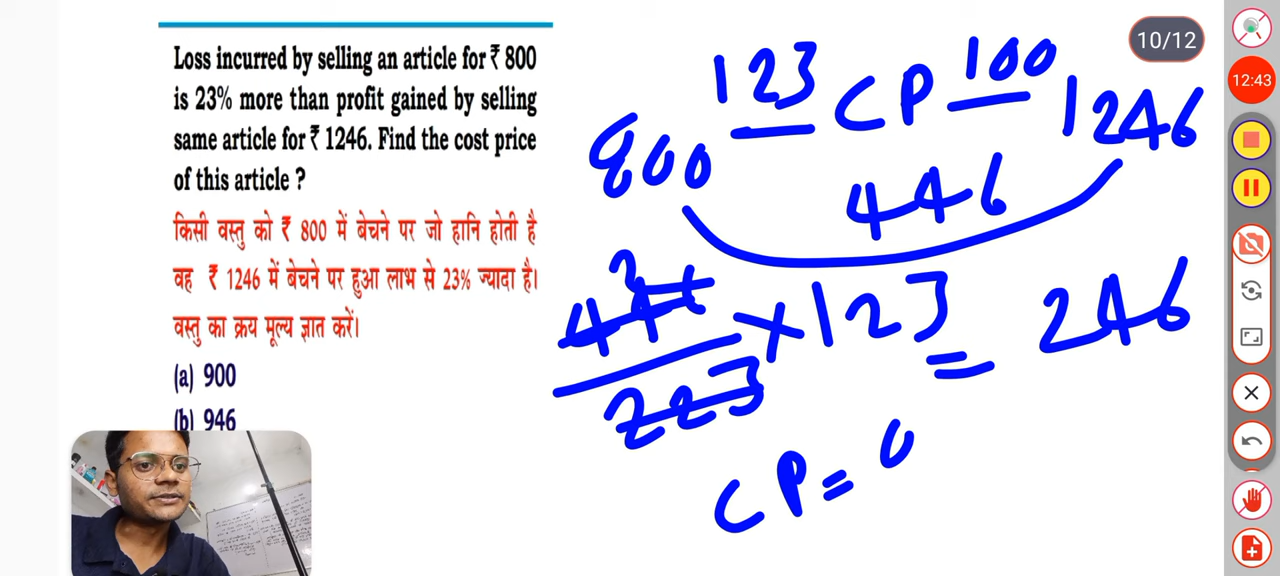 Loss incurred by selling an article for ₹ 800
is 23% more than profit gained by selling
same article for ₹ 1246. Find the cost price
of this article ?
किसी वस्तु को ₹ 800 में बेचने पर जो हानि होती है
वह ₹ 1246 में बेचने पर हुआ लाभ से 23% ज्यादा है।
वस्तु का क्रय मूल्य ज्ञात करें।
(a) 900
(b) 946
10/12
12:43
123 CP 100
800 1246
446
2
446
223
×123 = 246
CP =